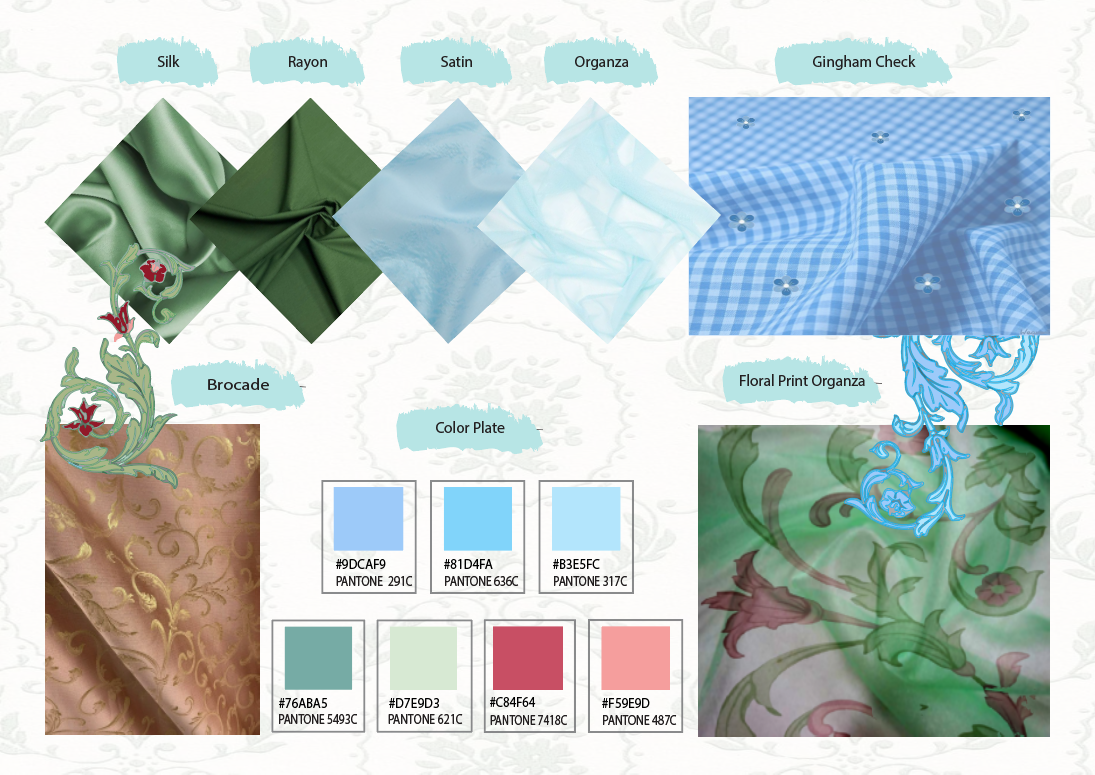 Silk
Rayon
Satin
Organza
Gingham Check
Brocade
Floral Print Organza
Color Plate
#9DCAF9
PANTONE 291C
#81D4FA
PANTONE 636C
#B3E5FC
PANTONE 317C
#76ABA5
PANTONE 5493C
#D7E9D3
PANTONE 621C
#C84F64
PANTONE 7418C
#F59E9D
PANTONE 487C